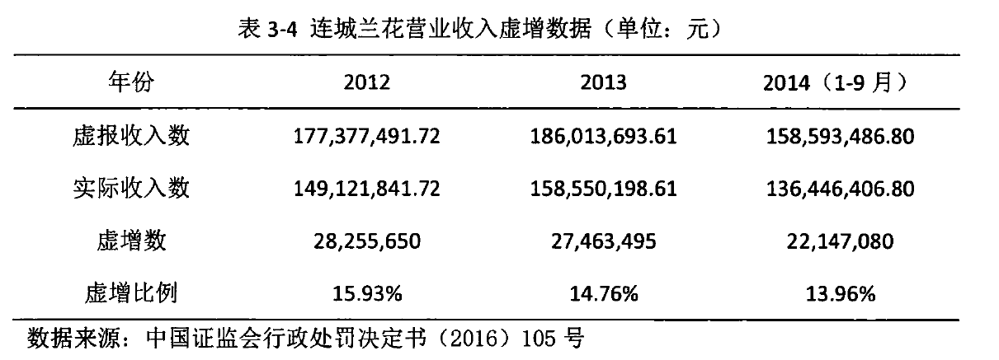 表 3-4 连城兰花营业收入虚增数据（单位：元）
年份 2012 2013 2014（1-9 月）
虚报收入数 177,377,491.72 186,013,693.61 158,593,486.80
实际收入数 149,121,841.72 158,550,198.61 136,446,406.80
虚增数 28,255,650 27,463,495 22,147,080
虚增比例 15.93% 14.76% 13.96%
数据来源：中国证监会行政处罚决定书（2016）105 号